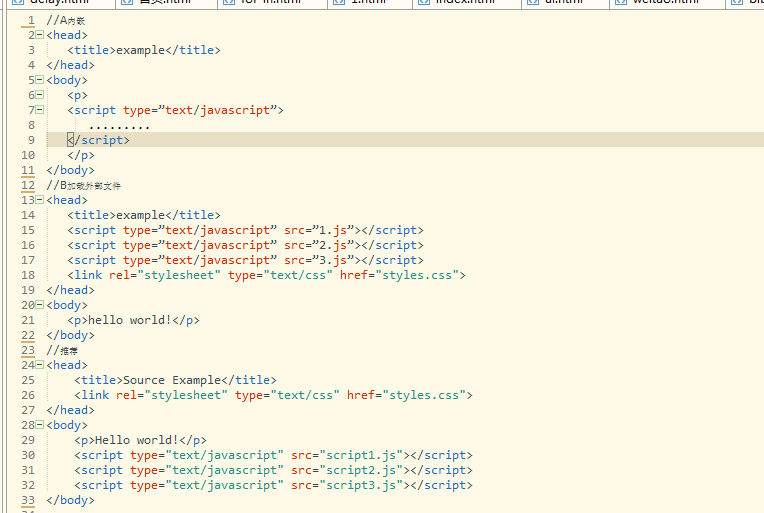 delay.html 首页.html for-in.html 1.html index.html ul.html weibo.html
1 //A内嵌
2 <head>
3 <title>example</title>
4 </head>
5 <body>
6 <p>
7 <script type=”text/javascript”>
8 .........
9 </script>
10 </p>
11 </body>
12 //B加载外部文件
13 <head>
14 <title>example</title>
15 <script type=”text/javascript” src=”1.js”></script>
16 <script type=”text/javascript” src=”2.js”></script>
17 <script type=”text/javascript” src=”3.js”></script>
18 <link rel="stylesheet" type="text/css" href="styles.css">
19 </head>
20 <body>
21 <p>hello world!</p>
22 </body>
23 //推荐
24 <head>
25 <title>Source Example</title>
26 <link rel="stylesheet" type="text/css" href="styles.css">
27 </head>
28 <body>
29 <p>Hello world!</p>
30 <script type="text/javascript" src="script1.js"></script>
31 <script type="text/javascript" src="script2.js"></script>
32 <script type="text/javascript" src="script3.js"></script>
33 </body>